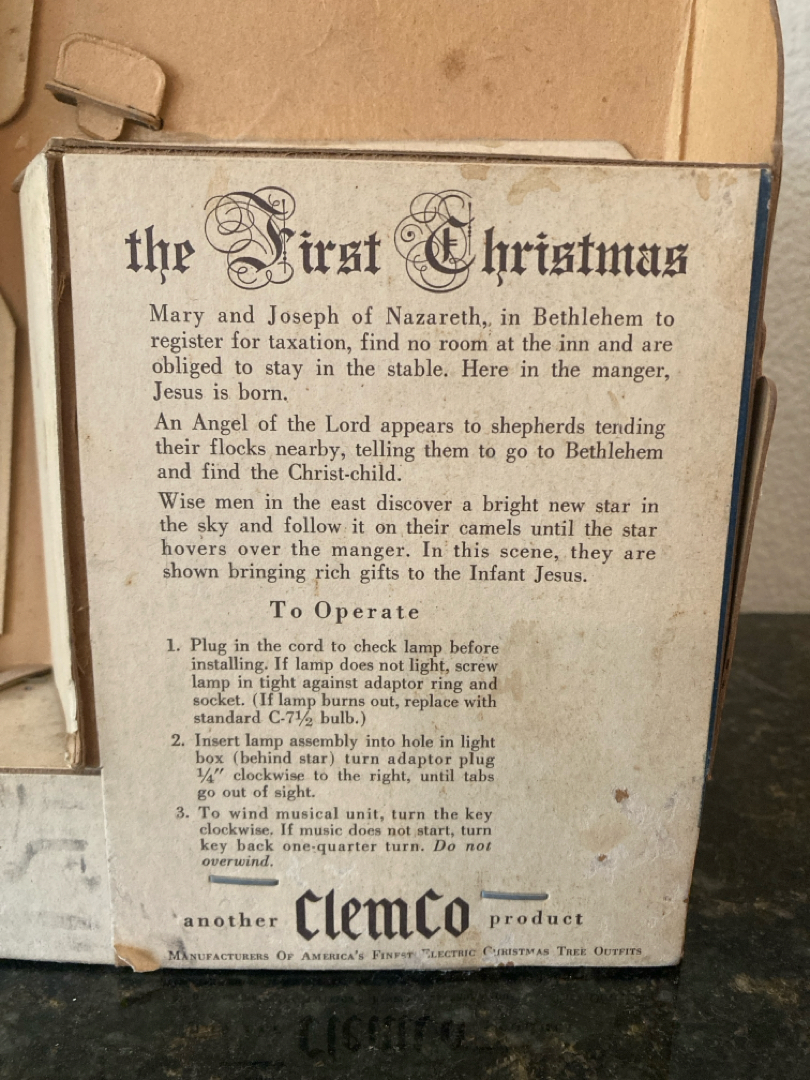 the First Christmas
Mary and Joseph of Nazareth, in Bethlehem to
register for taxation, find no room at the inn and are
obliged to stay in the stable. Here in the manger,
Jesus is born.
An Angel of the Lord appears to shepherds tending
their flocks nearby, telling them to go to Bethlehem
and find the Christ-child.
Wise men in the east discover a bright new star in
the sky and follow it on their camels until the star
hovers over the manger. In this scene, they are
shown bringing rich gifts to the Infant Jesus.
To Operate
1. Plug in the cord to check lamp before
installing. If lamp does not light, screw
lamp in tight against adaptor ring and
socket. (If lamp burns out, replace with
standard C-7½ bulb.)
2. Insert lamp assembly into hole in light
box (behind star) turn adaptor plug
¼″ clockwise to the right, until tabs
go out of sight.
3. To wind musical unit, turn the key
clockwise. If music does not start, turn
key back one-quarter turn. Do not
overwind.
another ClemCo product
Manufacturers Of America's Finest Electric Christmas Tree Outfits